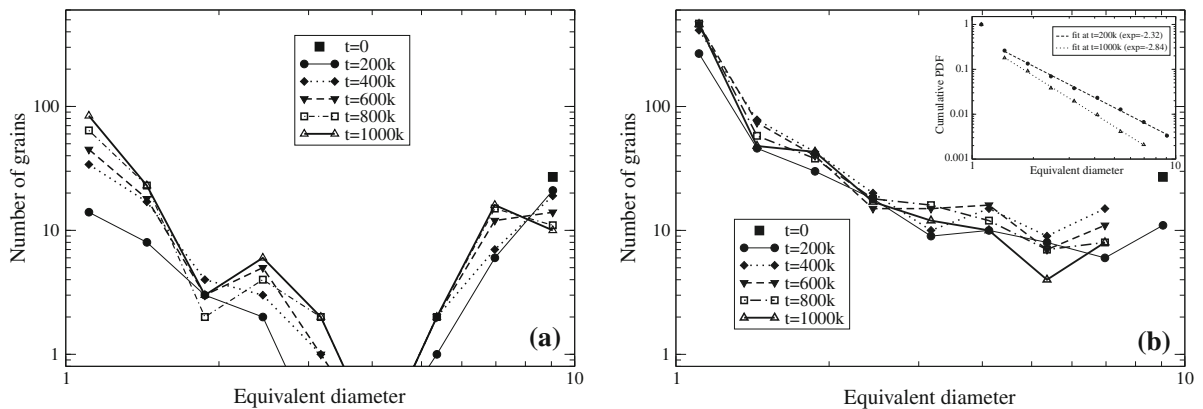 100
10
1
Number of grains
t=0
t=200k
t=400k
t=600k
t=800k
t=1000k
(a)
1
10
Equivalent diameter
100
10
1
Number of grains
t=0
t=200k
t=400k
t=600k
t=800k
t=1000k
(b)
1
10
Equivalent diameter
1
0.1
0.01
0.001
Cumulative PDF
fit at t=200k (exp=-2.32)
fit at t=1000k (exp=-2.84)
1
10
Equivalent diameter